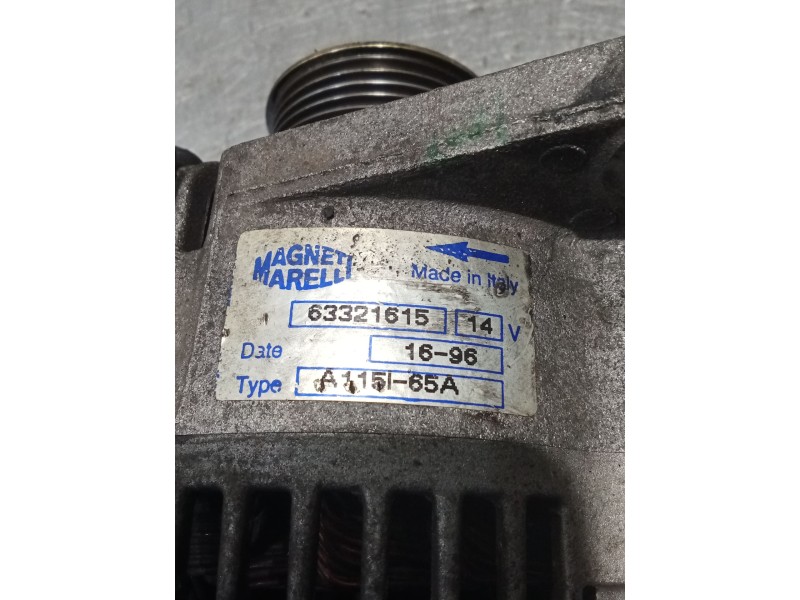 MAGNETI
MARELLI
Made in Italy
63321615 14 V
Date 16-96
Type A115I-65A